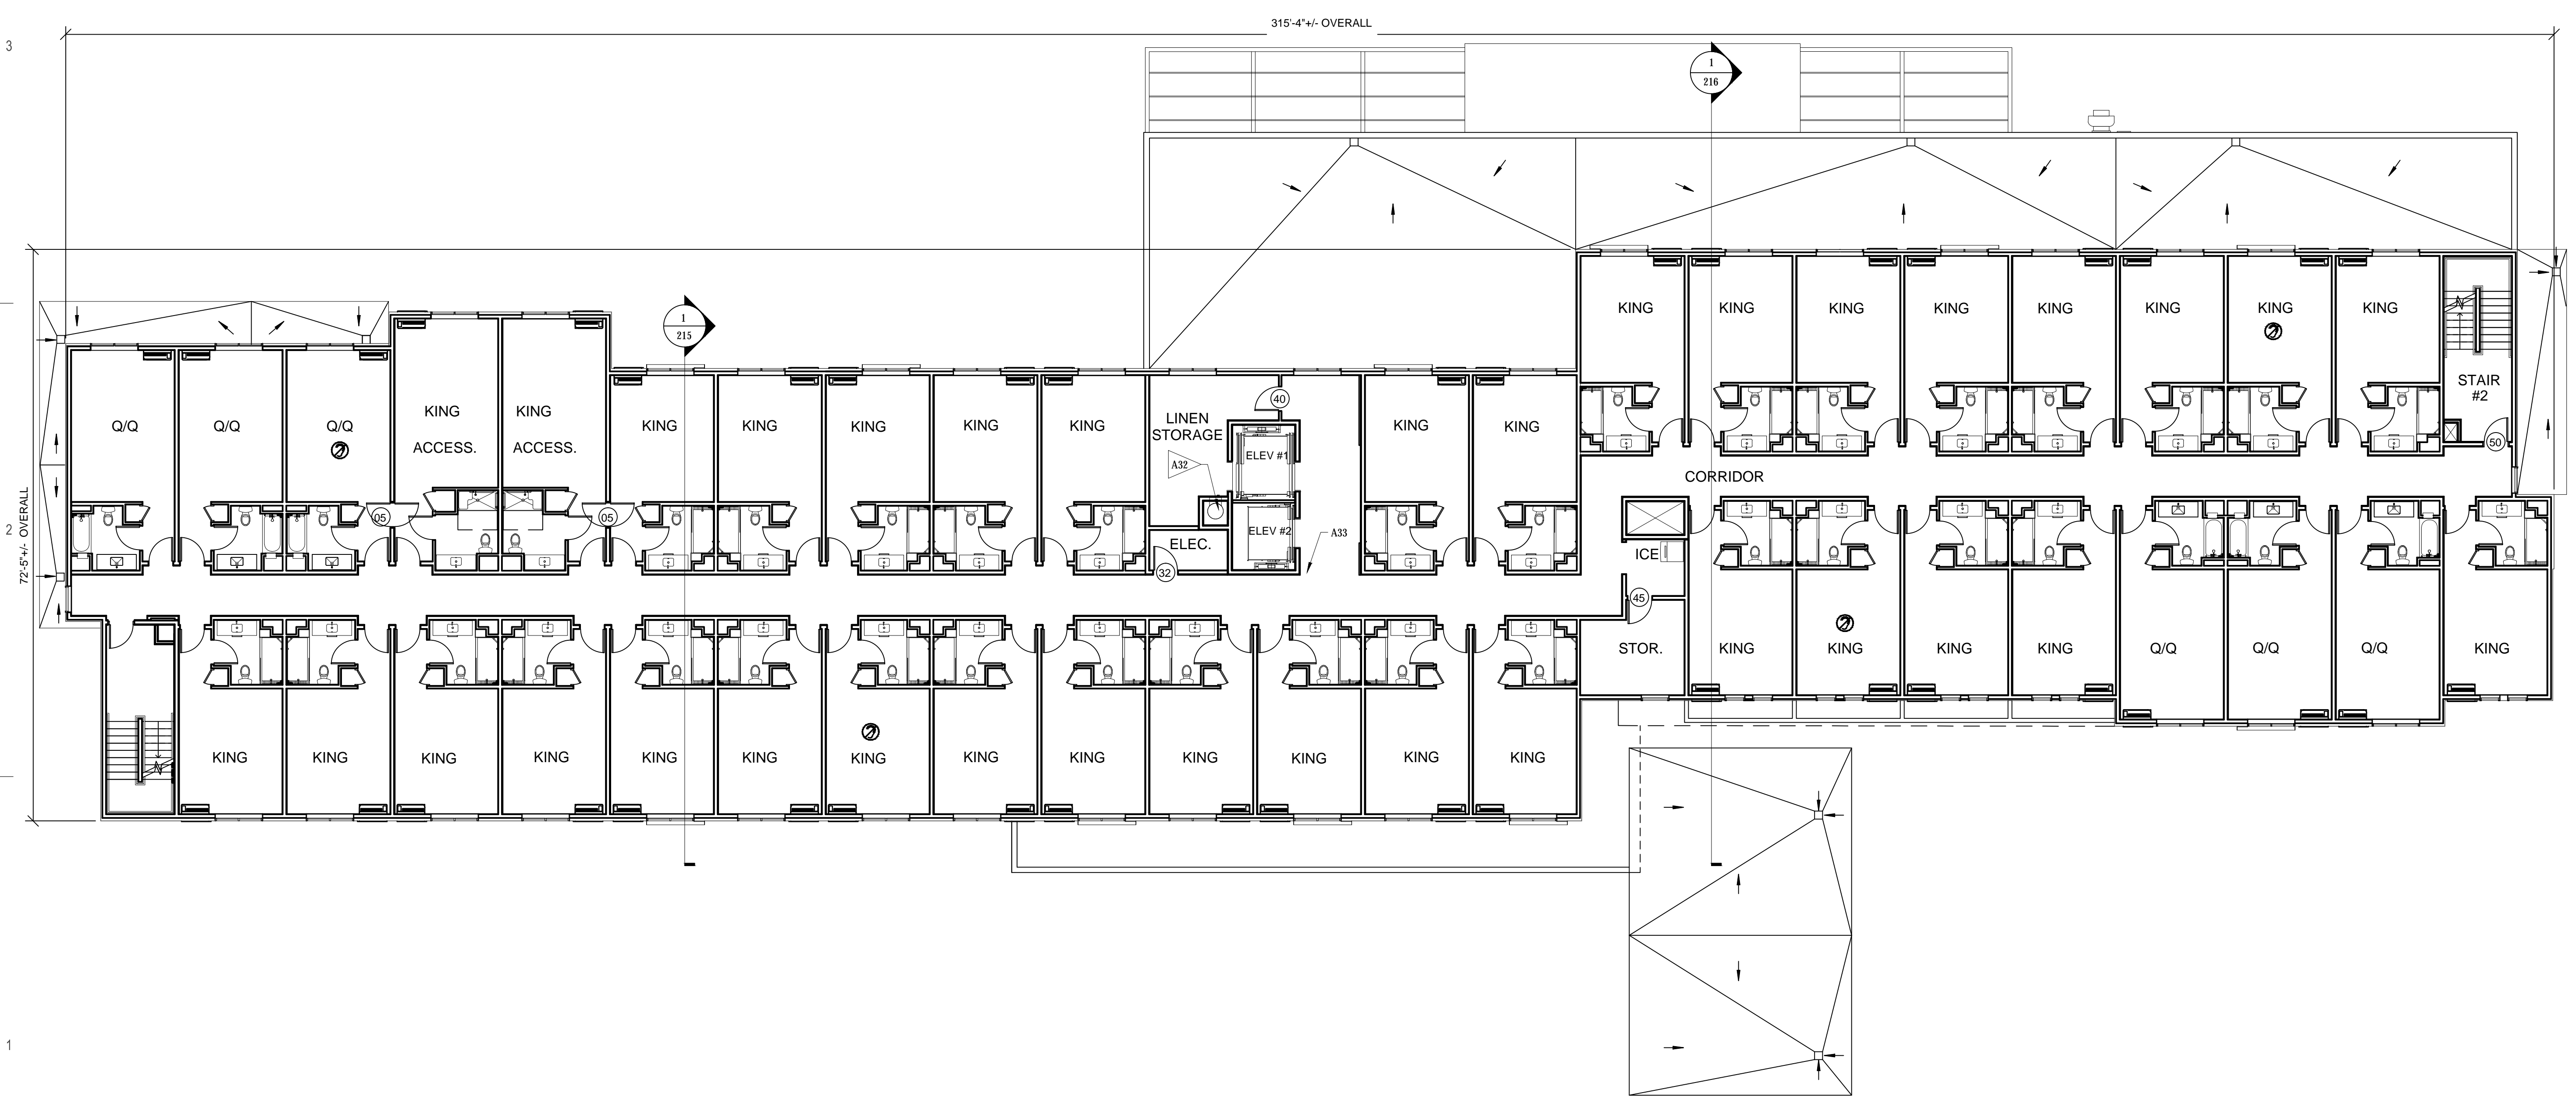 315'-4"+/- OVERALL
3
1
216
1
215
KING
KING
KING
KING
KING
KING
KING
KING
STAIR
#2
50
Q/Q
Q/Q
Q/Q
KING
ACCESS.
KING
ACCESS.
KING
KING
KING
KING
KING
LINEN
STORAGE
40
A32
ELEV #1
KING
KING
CORRIDOR
05
05
ELEV #2
A33
ELEC.
32
ICE
45
2
72'-5"+/- OVERALL
STOR.
KING
KING
KING
KING
Q/Q
Q/Q
Q/Q
KING
KING
KING
KING
KING
KING
KING
KING
KING
KING
KING
KING
KING
KING
1